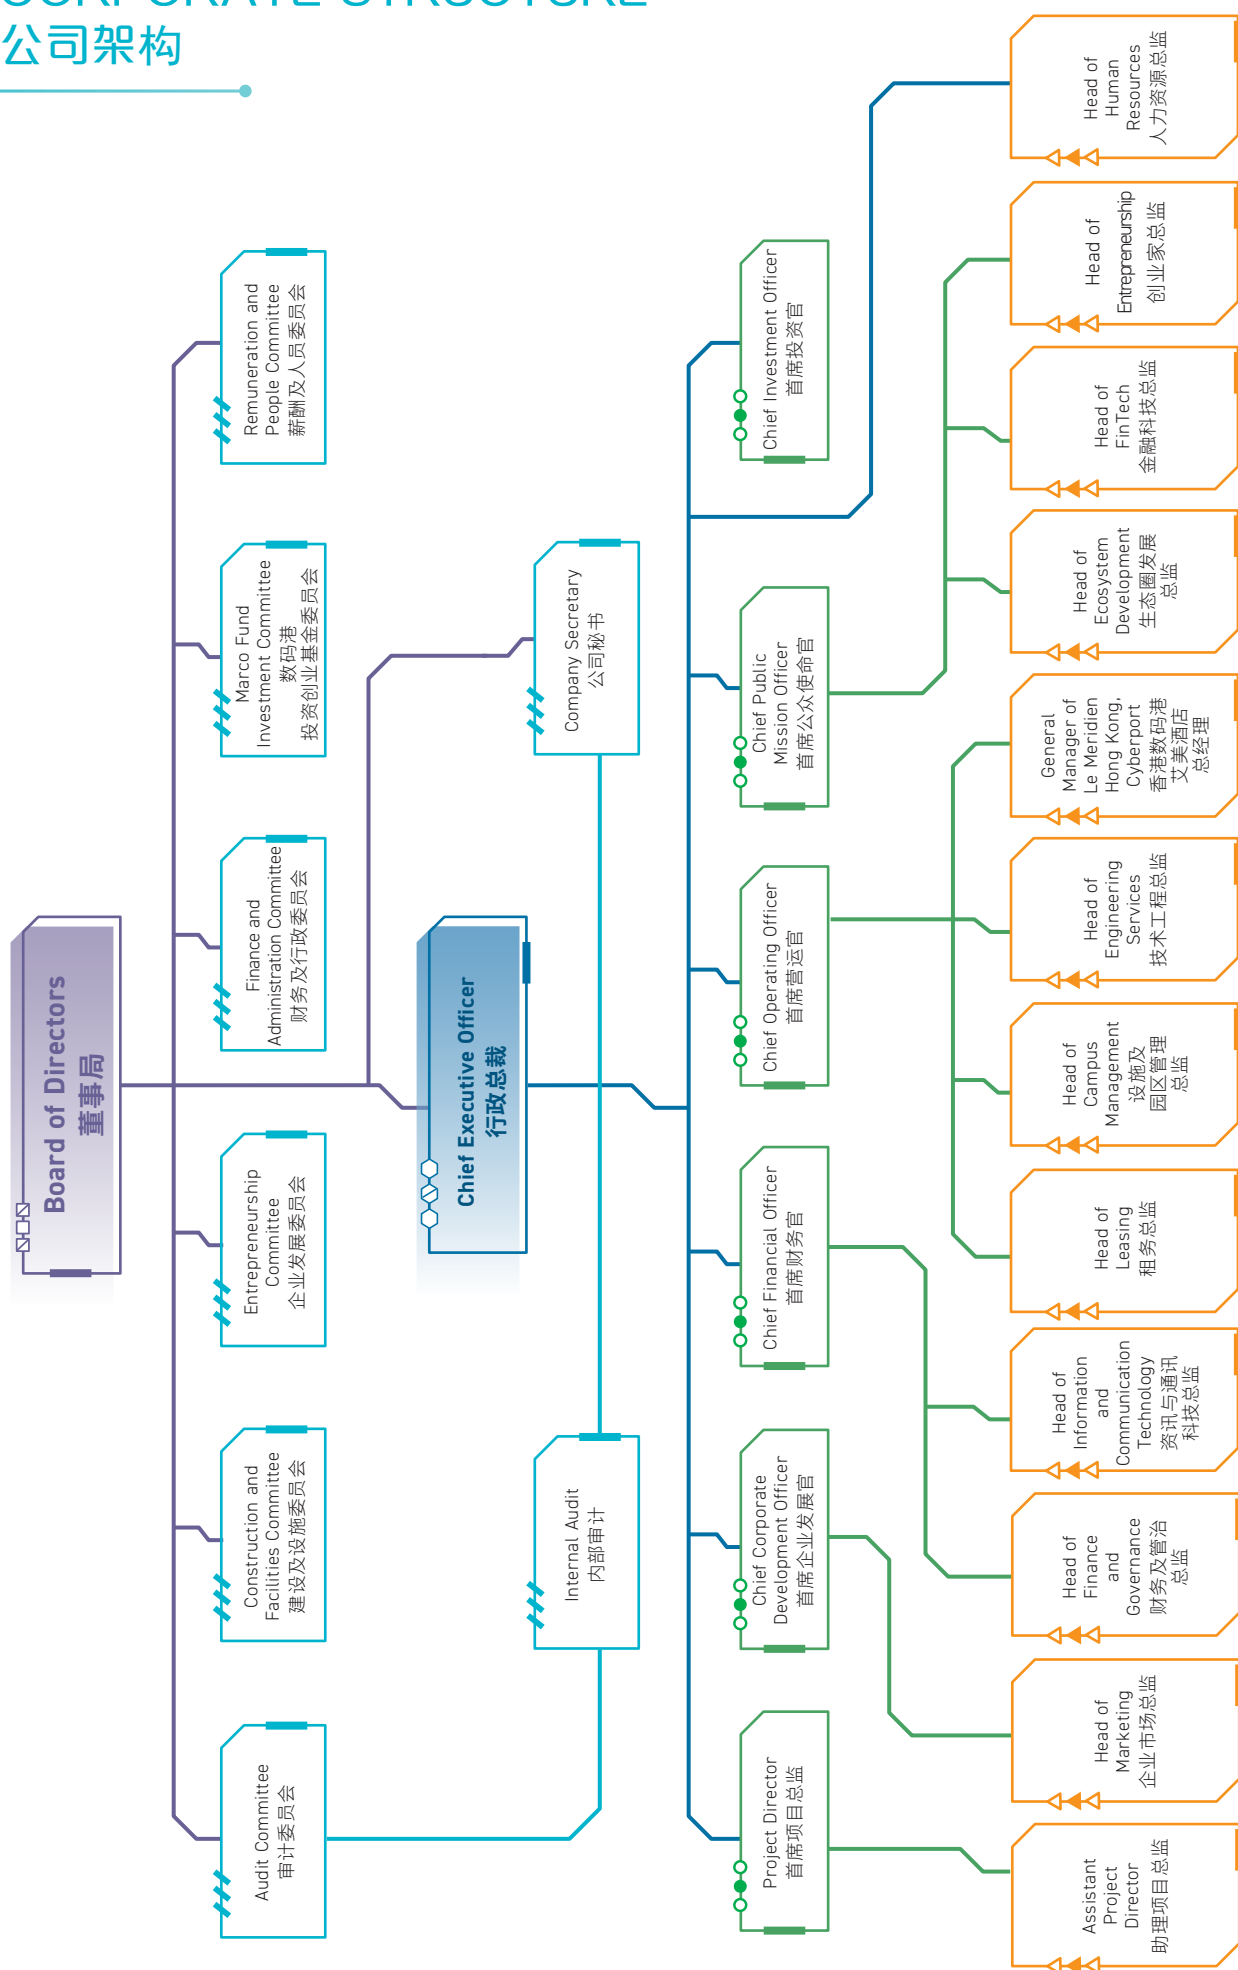 CORPORATE STRUCTURE
公司架构
Board of Directors
董事局
Audit Committee
审计委员会
Construction and
Facilities Committee
建设及设施委员会
Entrepreneurship
Committee
企业发展委员会
Finance and
Administration Committee
财务及行政委员会
Marco Fund
Investment Committee
数码港
投资创业基金委员会
Remuneration and
People Committee
薪酬及人员委员会
Chief Executive Officer
行政总裁
Internal Audit
内部审计
Company Secretary
公司秘书
Project Director
首席项目总监
Chief Corporate
Development Officer
首席企业发展官
Chief Financial Officer
首席财务官
Chief Operating Officer
首席营运官
Chief Public
Mission Officer
首席公众使命官
Chief Investment Officer
首席投资官
Assistant
Project
Director
助理项目总监
Head of
Marketing
企业市场总监
Head of
Finance
and
Governance
财务及管治
总监
Head of
Information
and
Communication
Technology
资讯与通讯
科技总监
Head of
Leasing
租务总监
Head of
Campus
Management
设施及
园区管理
总监
Head of
Engineering
Services
技术工程总监
General
Manager of
Le Meridien
Hong Kong,
Cyberport
香港数码港
艾美酒店
总经理
Head of
Ecosystem
Development
生态圈发展
总监
Head of
FinTech
金融科技总监
Head of
Entrepreneurship
创业家总监
Head of
Human
Resources
人力资源总监